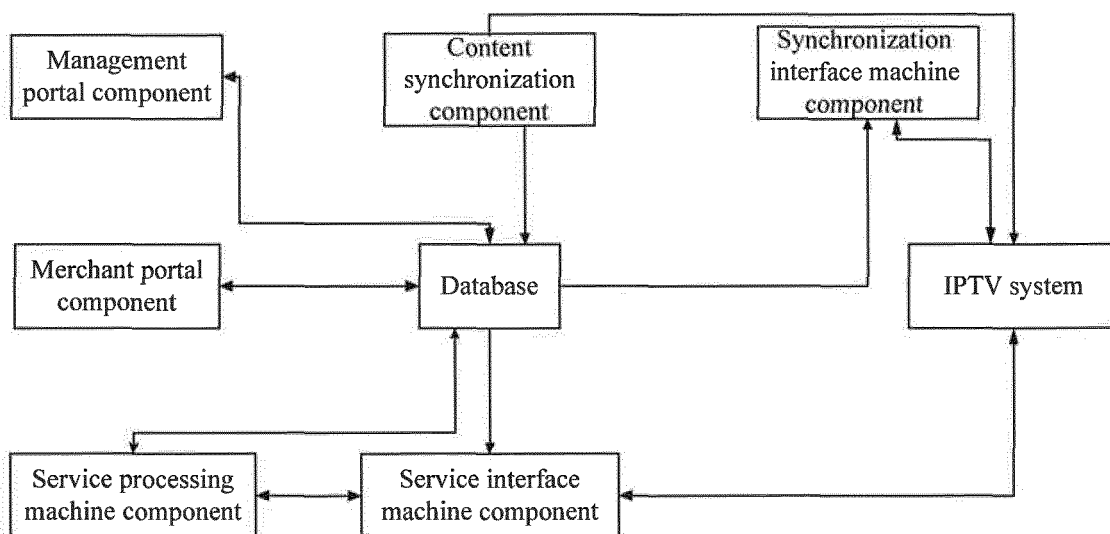 Management
portal component
Content
synchronization
component
Synchronization
interface machine
component
Merchant portal
component
Database
IPTV system
Service processing
machine component
Service interface
machine component